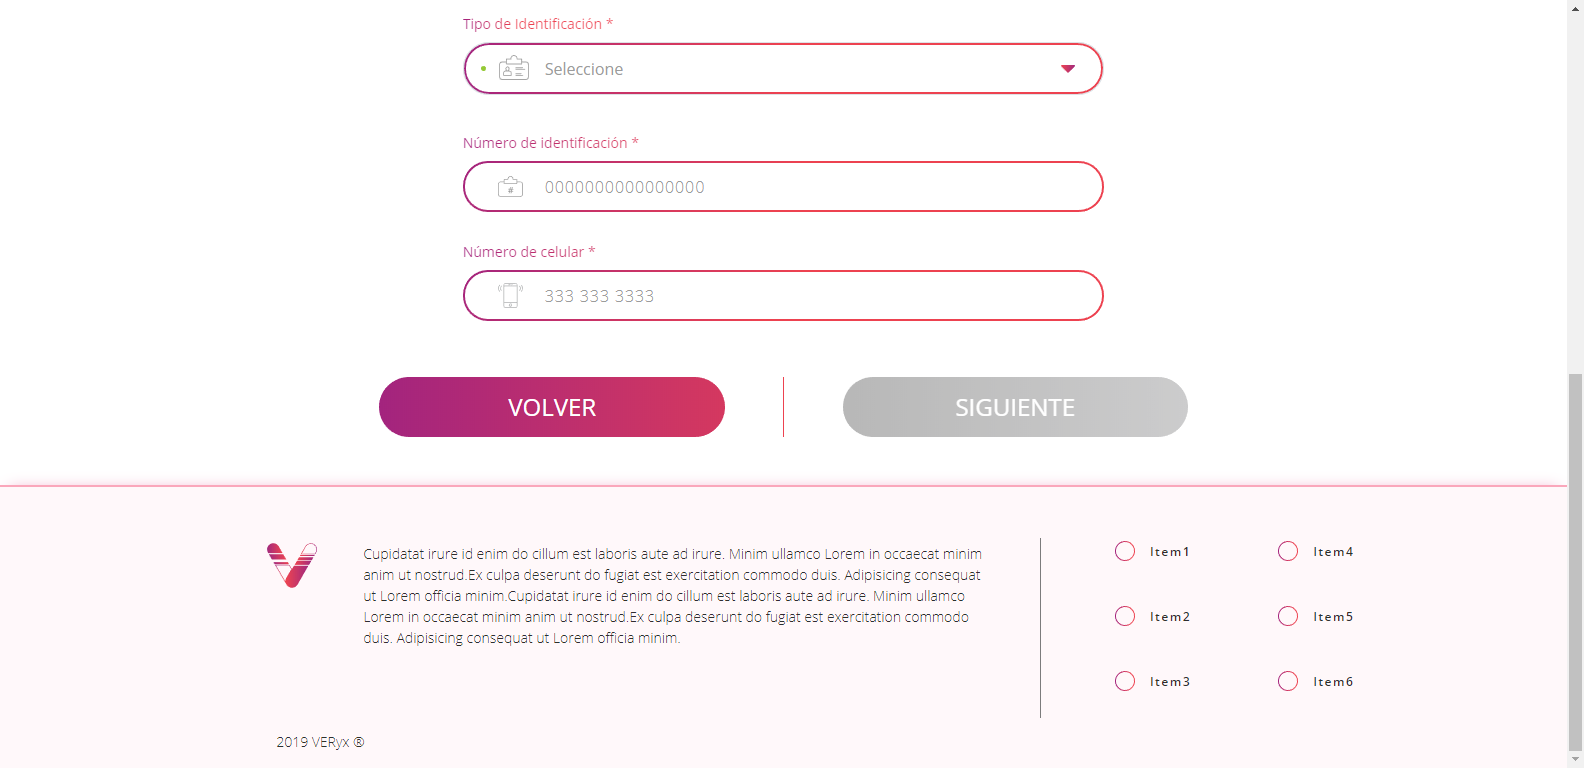 Tipo de Identificación *
Seleccione
Número de identificación *
#
0000000000000000
Número de celular *
333 333 3333
VOLVER
SIGUIENTE
Cupidatat irure id enim do cillum est laboris aute ad irure. Minim ullamco Lorem in occaecat minim
anim ut nostrud.Ex culpa deserunt do fugiat est exercitation commodo duis. Adipisicing consequat
ut Lorem officia minim.Cupidatat irure id enim do cillum est laboris aute ad irure. Minim ullamco
Lorem in occaecat minim anim ut nostrud.Ex culpa deserunt do fugiat est exercitation commodo
duis. Adipisicing consequat ut Lorem officia minim.
Item1
Item4
Item2
Item5
Item3
Item6
2019 VERyx ®